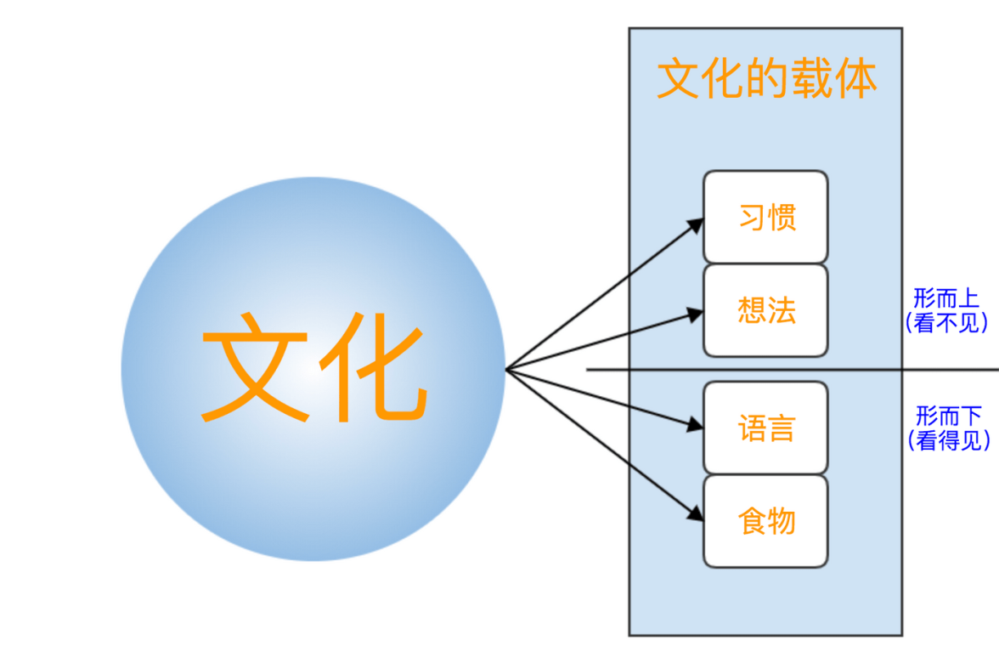 文化
文化的载体
习惯
想法
形而上
(看不见)
语言
形而下
(看得见)
食物